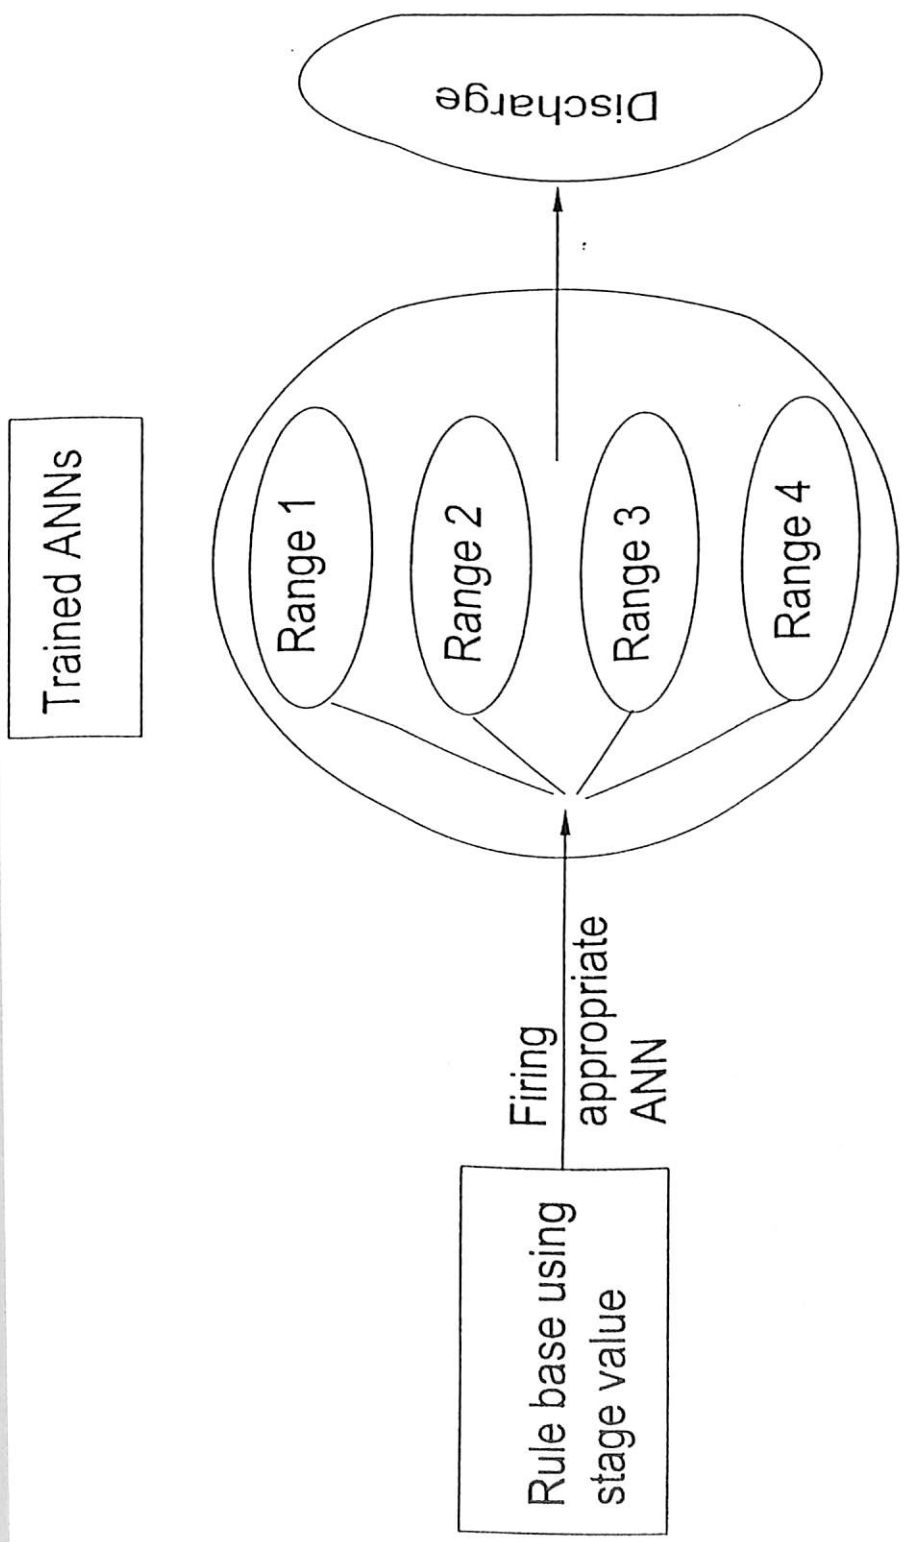 Trained ANNs
Rule base using
stage value
Firing
appropriate
ANN
Range 1
Range 2
Range 3
Range 4
Discharge